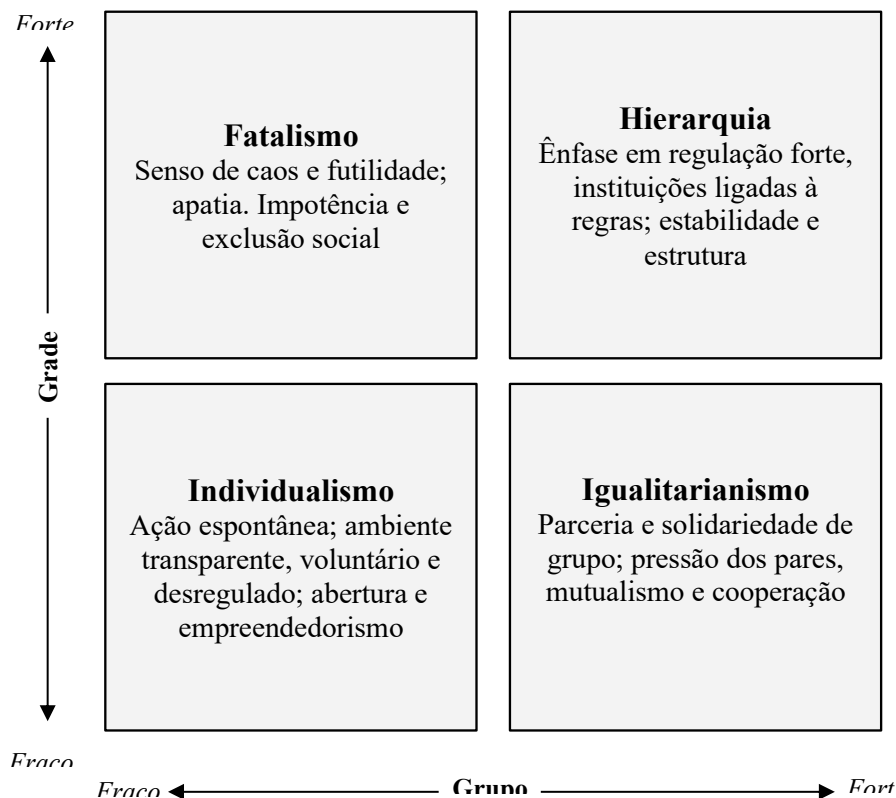 Forte
Fatalismo
Senso de caos e futilidade;
apatia. Impotência e
exclusão social
Hierarquia
Ênfase em regulação forte,
instituições ligadas à
regras; estabilidade e
estrutura
Grade
Individualismo
Ação espontânea; ambiente
transparente, voluntário e
desregulado; abertura e
empreendedorismo
Igualitarianismo
Parceria e solidariedade de
grupo; pressão dos pares,
mutualismo e cooperação
Fraco
Fraco
Grupo
Fort